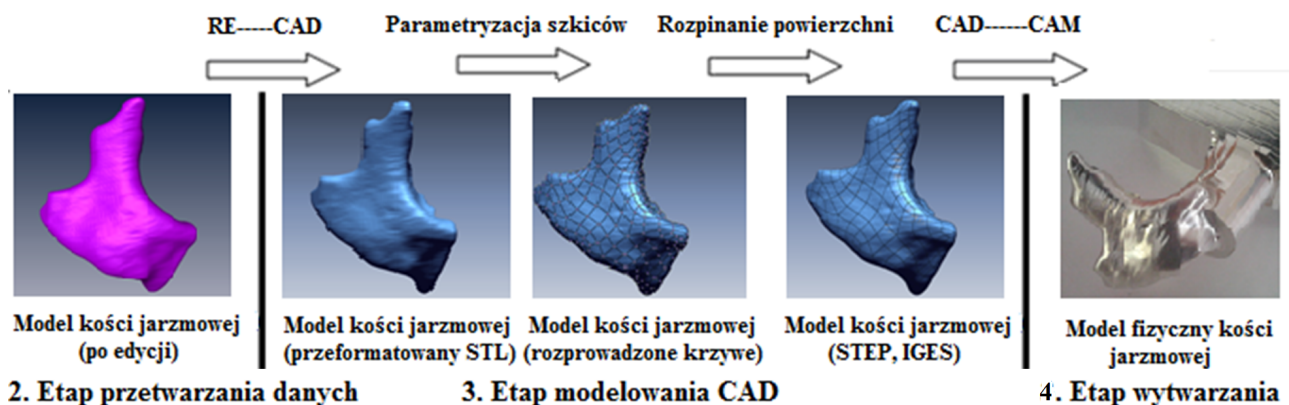 RE-----CAD
Parametryzacja szkiców
Rozpinanie powierzchni
CAD------CAM
Model kości jarzmowej
(po edycji)
Model kości jarzmowej
(przeformatowany STL)
Model kości jarzmowej
(rozprowadzone krzywe)
Model kości jarzmowej
(STEP, IGES)
Model fizyczny kości
jarzmowej
2. Etap przetwarzania danych
3. Etap modelowania CAD
4. Etap wytwarzania